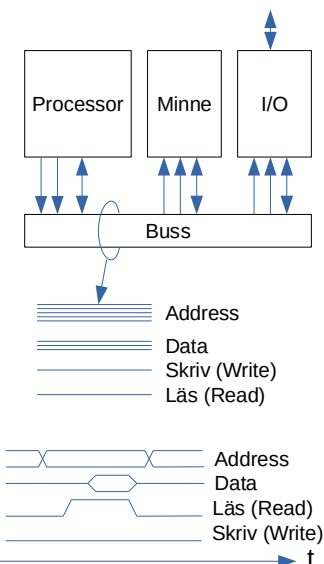 Processor
Minne
I/O
Buss
Address
Data
Skriv (Write)
Läs (Read)
Address
Data
Läs (Read)
Skriv (Write)
t